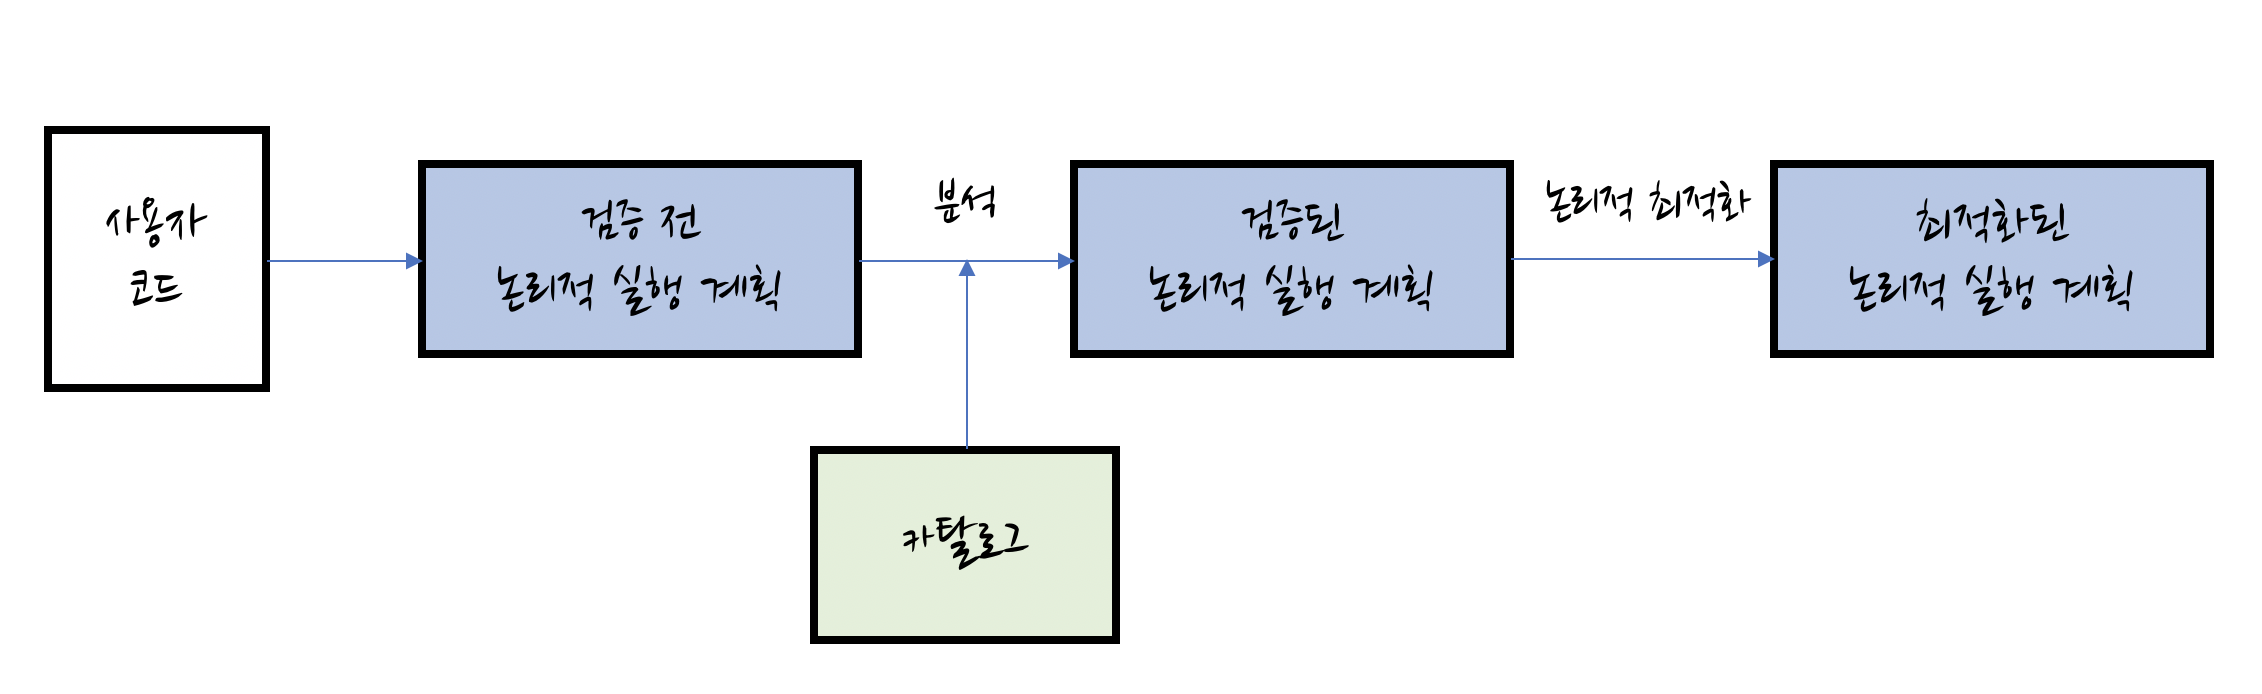 사용자
코드
검증 전
논리적 실행 계획
분석
검증된
논리적 실행 계획
논리적 최적화
최적화된
논리적 실행 계획
카탈로그